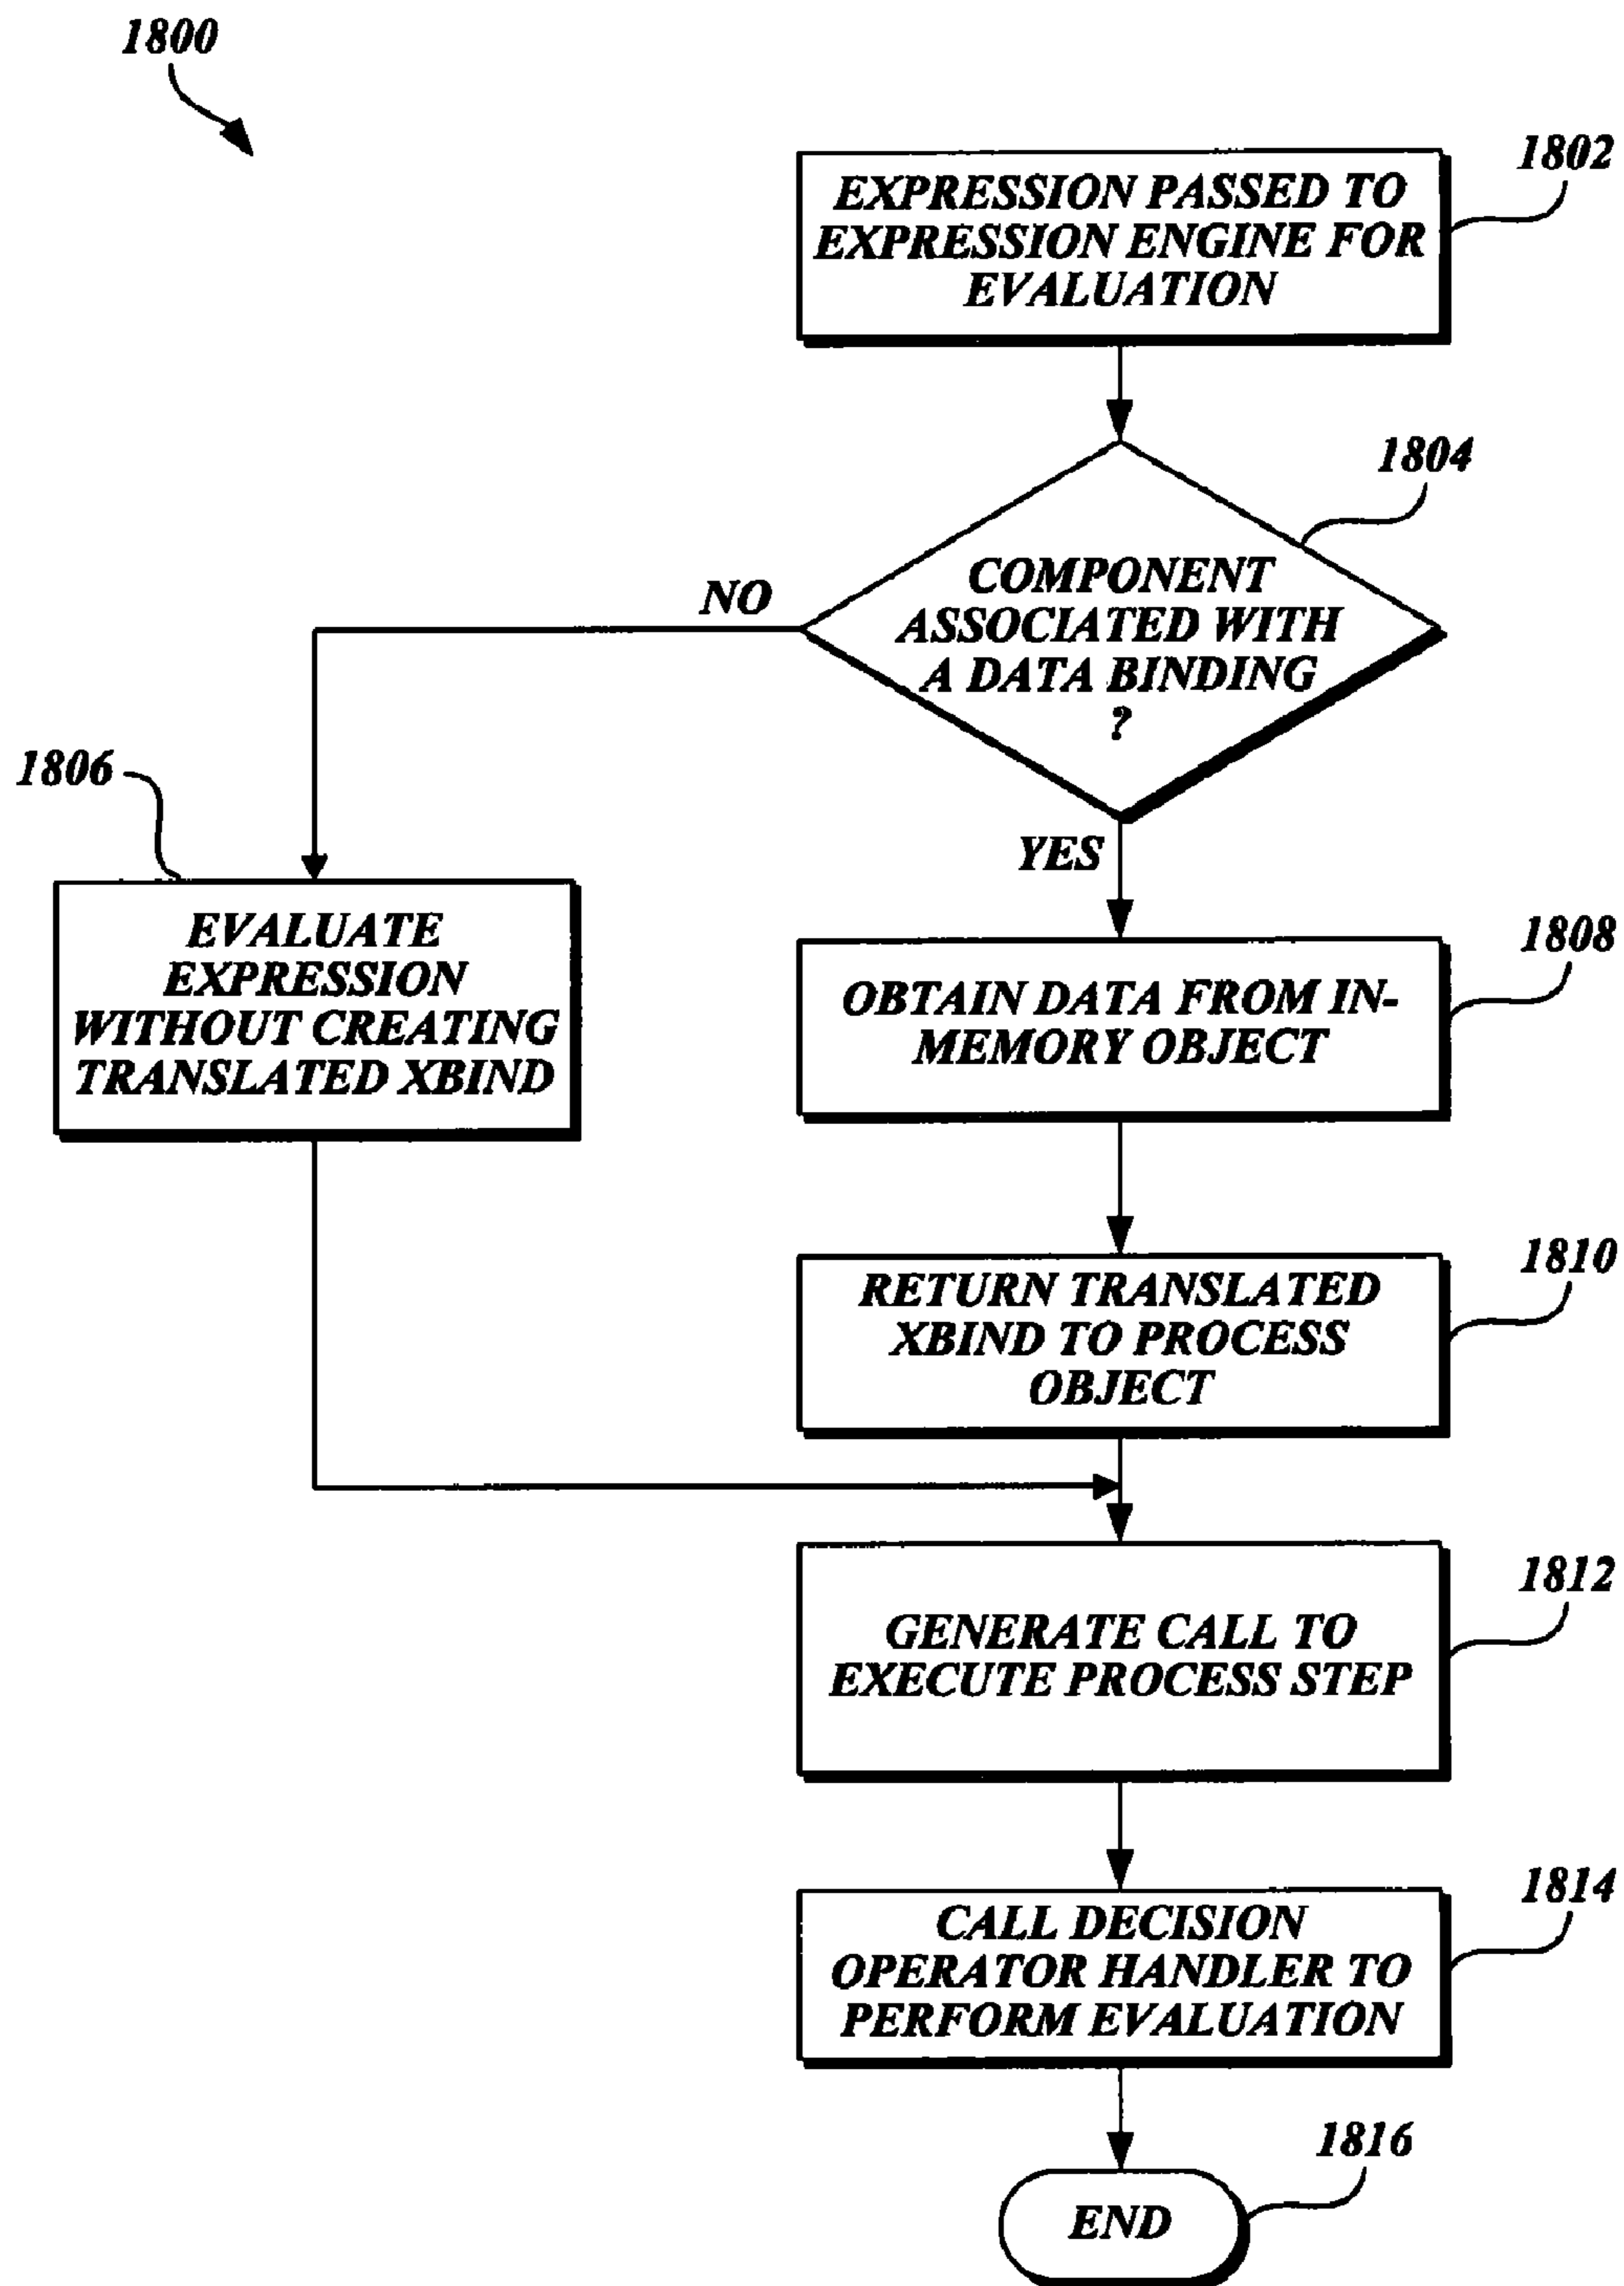 1800
1802
EXPRESSION PASSED TO
EXPRESSION ENGINE FOR
EVALUATION
1804
COMPONENT
ASSOCIATED WITH
A DATA BINDING
?
NO
YES
1806
EVALUATE
EXPRESSION
WITHOUT CREATING
TRANSLATED XBIND
1808
OBTAIN DATA FROM IN-
MEMORY OBJECT
1810
RETURN TRANSLATED
XBIND TO PROCESS
OBJECT
1812
GENERATE CALL TO
EXECUTE PROCESS STEP
1814
CALL DECISION
OPERATOR HANDLER TO
PERFORM EVALUATION
1816
END